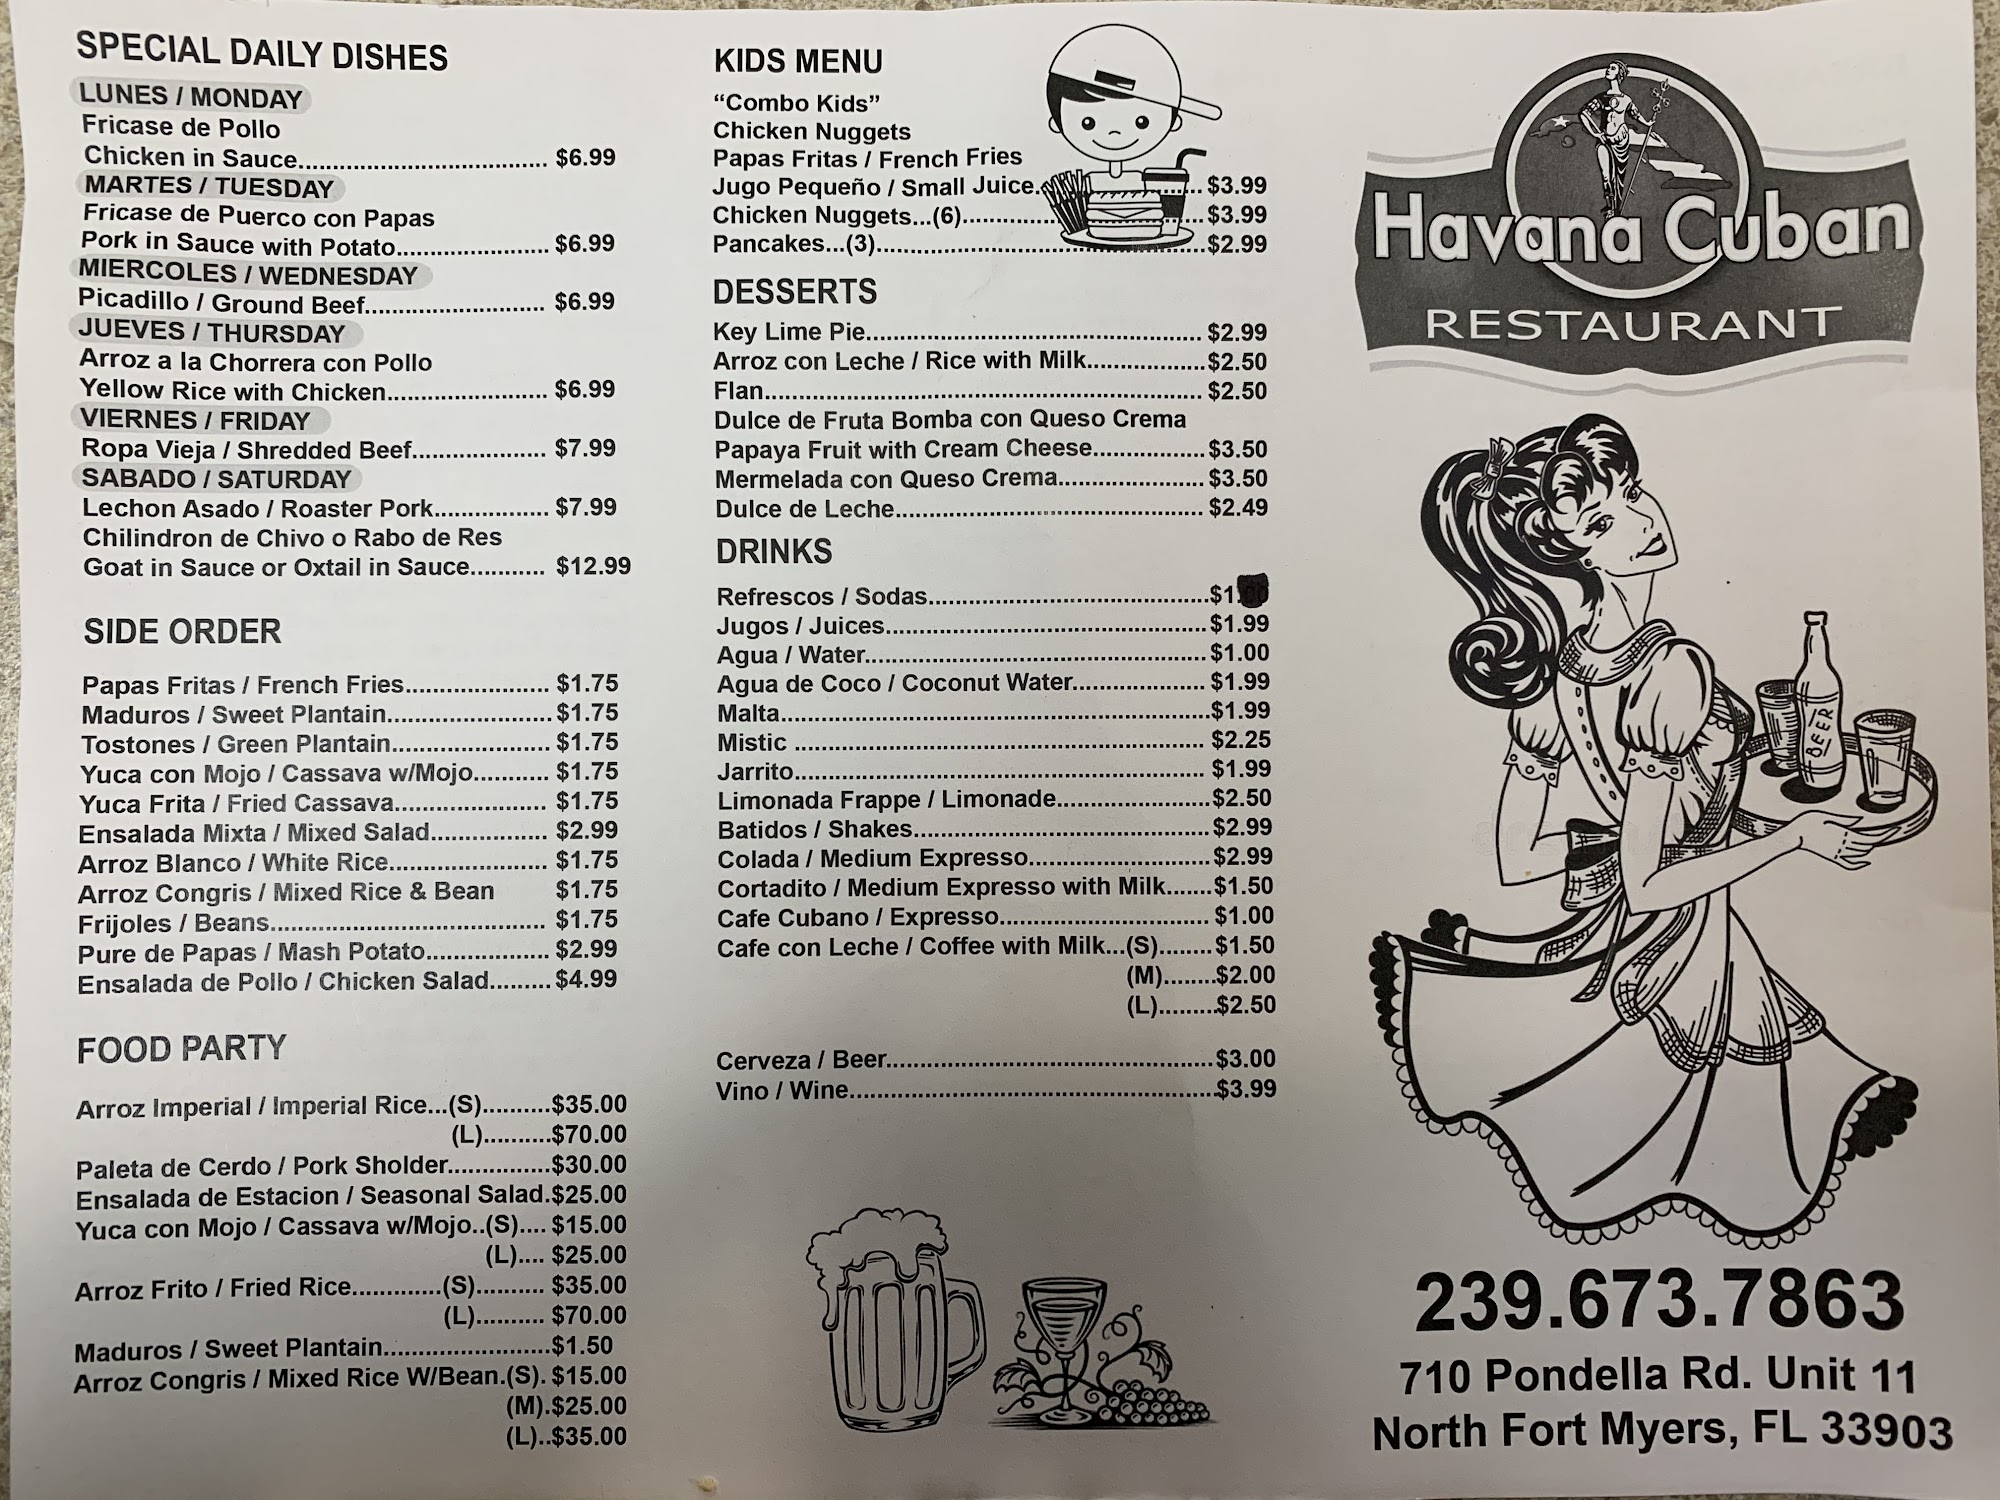 SPECIAL DAILY DISHES
LUNES / MONDAY
Fricase de Pollo
Chicken in Sauce.................................... $6.99
MARTES / TUESDAY
Fricase de Puerco con Papas
Pork in Sauce with Potato...................... $6.99
MIERCOLES / WEDNESDAY
Picadillo / Ground Beef.......................... $6.99
JUEVES / THURSDAY
Arroz a la Chorrera con Pollo
Yellow Rice with Chicken....................... $6.99
VIERNES / FRIDAY
Ropa Vieja / Shredded Beef................... $7.99
SABADO / SATURDAY
Lechon Asado / Roaster Pork................ $7.99
Chilindron de Chivo o Rabo de Res
Goat in Sauce or Oxtail in Sauce........... $12.99
SIDE ORDER
Papas Fritas / French Fries..................... $1.75
Maduros / Sweet Plantain........................ $1.75
Tostones / Green Plantain....................... $1.75
Yuca con Mojo / Cassava w/Mojo........... $1.75
Yuca Frita / Fried Cassava...................... $1.75
Ensalada Mixta / Mixed Salad................. $2.99
Arroz Blanco / White Rice....................... $1.75
Arroz Congris / Mixed Rice & Bean $1.75
Frijoles / Beans........................................ $1.75
Pure de Papas / Mash Potato.................. $2.99
Ensalada de Pollo / Chicken Salad......... $4.99
FOOD PARTY
Arroz Imperial / Imperial Rice...(S)..........$35.00
(L)..........$70.00
Paleta de Cerdo / Pork Sholder...............$30.00
Ensalada de Estacion / Seasonal Salad.$25.00
Yuca con Mojo / Cassava w/Mojo..(S).... $15.00
(L).... $25.00
Arroz Frito / Fried Rice.............(S).......... $35.00
(L).......... $70.00
Maduros / Sweet Plantain........................$1.50
Arroz Congris / Mixed Rice W/Bean.(S). $15.00
(M).$25.00
(L)..$35.00
KIDS MENU
“Combo Kids”
Chicken Nuggets
Papas Fritas / French Fries
Jugo Pequeño / Small Juice........................ $3.99
Chicken Nuggets...(6)................................... $3.99
Pancakes...(3)................................................$2.99
DESSERTS
Key Lime Pie................................................. $2.99
Arroz con Leche / Rice with Milk.................$2.50
Flan................................................................ $2.50
Dulce de Fruta Bomba con Queso Crema
Papaya Fruit with Cream Cheese................$3.50
Mermelada con Queso Crema..................... $3.50
Dulce de Leche............................................. $2.49
DRINKS
Refrescos / Sodas.........................................$1.
Jugos / Juices...............................................$1.99
Agua / Water..................................................$1.00
Agua de Coco / Coconut Water................... $1.99
Malta...............................................................$1.99
Mistic ............................................................ $2.25
Jarrito............................................................ $1.99
Limonada Frappe / Limonade......................$2.50
Batidos / Shakes...........................................$2.99
Colada / Medium Expresso..........................$2.99
Cortadito / Medium Expresso with Milk.......$1.50
Cafe Cubano / Expresso.............................. $1.00
Cafe con Leche / Coffee with Milk...(S)........$1.50
(M)........$2.00
(L).........$2.50
Cerveza / Beer................................................$3.00
Vino / Wine.....................................................$3.99
Havana Cuban
RESTAURANT
BEER
239.673.7863
710 Pondella Rd. Unit 11
North Fort Myers, FL 33903